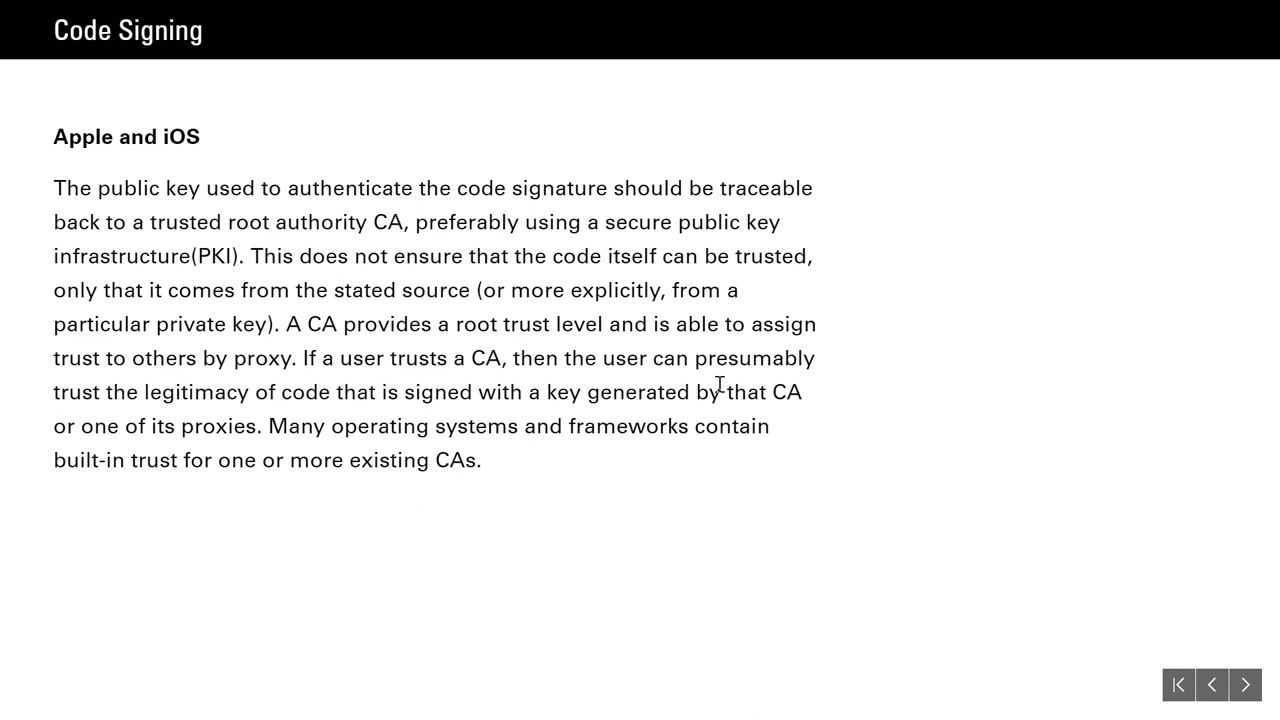 Code Signing
Apple and iOS
The public key used to authenticate the code signature should be traceable
back to a trusted root authority CA, preferably using a secure public key
infrastructure(PKI). This does not ensure that the code itself can be trusted,
only that it comes from the stated source (or more explicitly, from a
particular private key). A CA provides a root trust level and is able to assign
trust to others by proxy. If a user trusts a CA, then the user can presumably
trust the legitimacy of code that is signed with a key generated by that CA
or one of its proxies. Many operating systems and frameworks contain
built-in trust for one or more existing CAs.